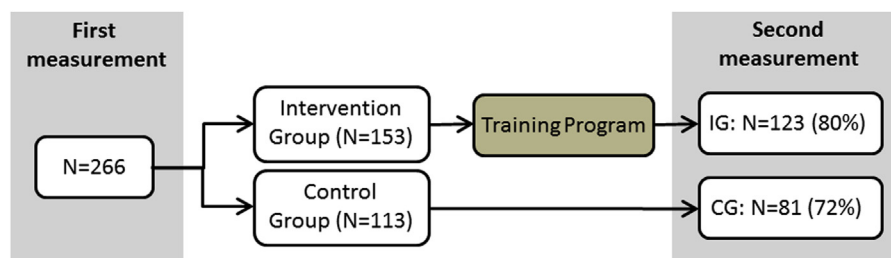 First
measurement
Second
measurement
N=266
Intervention
Group (N=153)
Training Program
IG: N=123 (80%)
Control
Group (N=113)
CG: N=81 (72%)